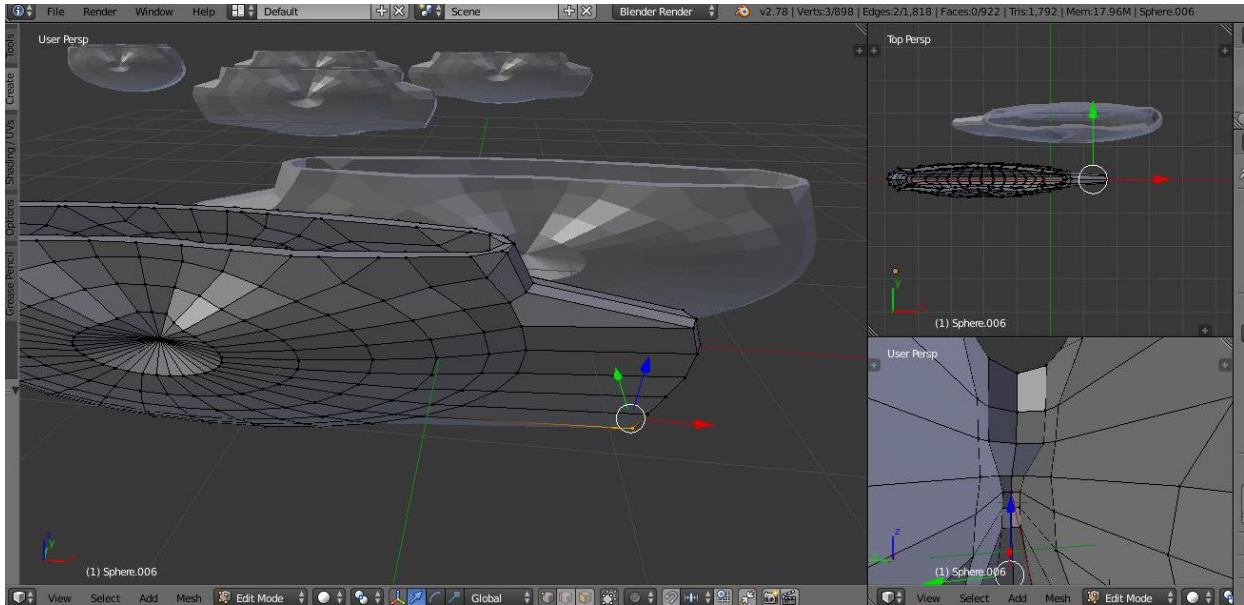 File Render Window Help Default Scene Blender Render v2.78 | Verts:3/898 | Edges:2/1,818 | Faces:0/922 | Tris:1,792 | Mem:17.96M | Sphere.006
Tools
Create
Shading / UVs
Options
Grease Pencil
User Persp
z
(1) Sphere.006
Top Persp
y
(1) Sphere.006
User Persp
z
(1) Sphere.006
View Select Add Mesh Edit Mode Global
View Select Add Mesh Edit Mode